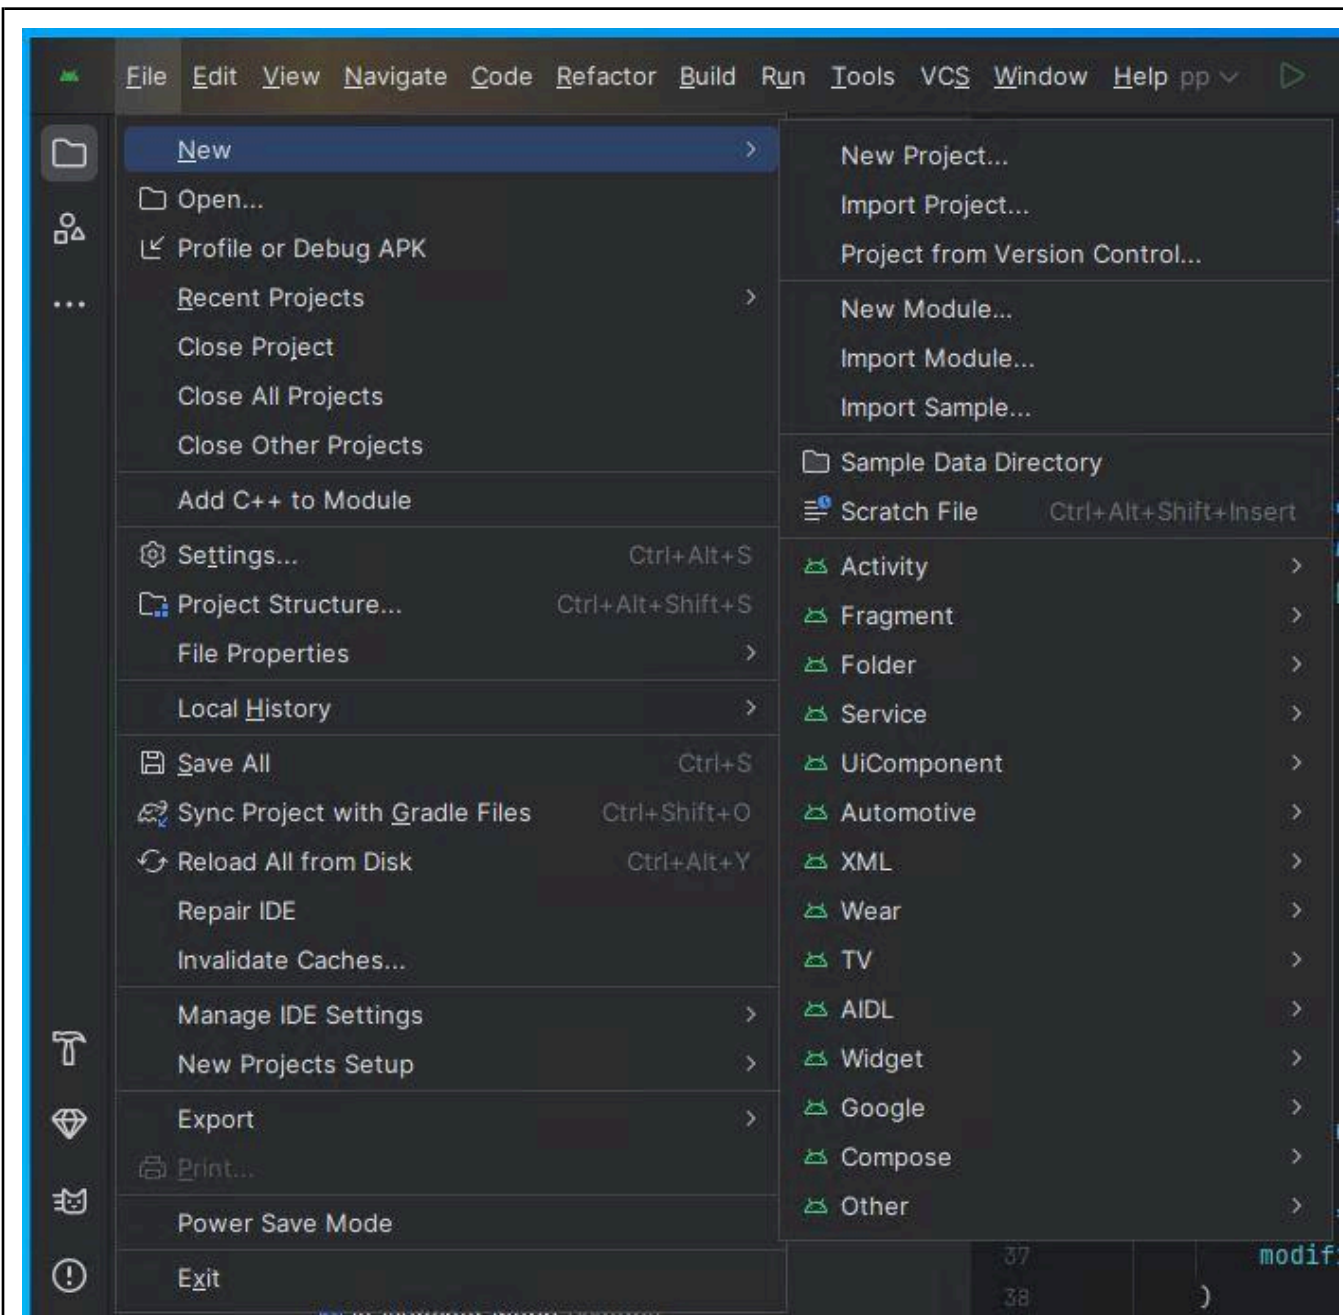 File Edit View Navigate Code Refactor Build Run Tools VCS Window Help pp
New
Open...
Profile or Debug APK
Recent Projects
Close Project
Close All Projects
Close Other Projects
Add C++ to Module
Settings... Ctrl+Alt+S
Project Structure... Ctrl+Alt+Shift+S
File Properties
Local History
Save All Ctrl+S
Sync Project with Gradle Files Ctrl+Shift+O
Reload All from Disk Ctrl+Alt+Y
Repair IDE
Invalidate Caches...
Manage IDE Settings
New Projects Setup
Export
Print...
Power Save Mode
Exit
New Project...
Import Project...
Project from Version Control...
New Module...
Import Module...
Import Sample...
Sample Data Directory
Scratch File Ctrl+Alt+Shift+Insert
Activity
Fragment
Folder
Service
UiComponent
Automotive
XML
Wear
TV
AIDL
Widget
Google
Compose
Other
37 modifi
38 )